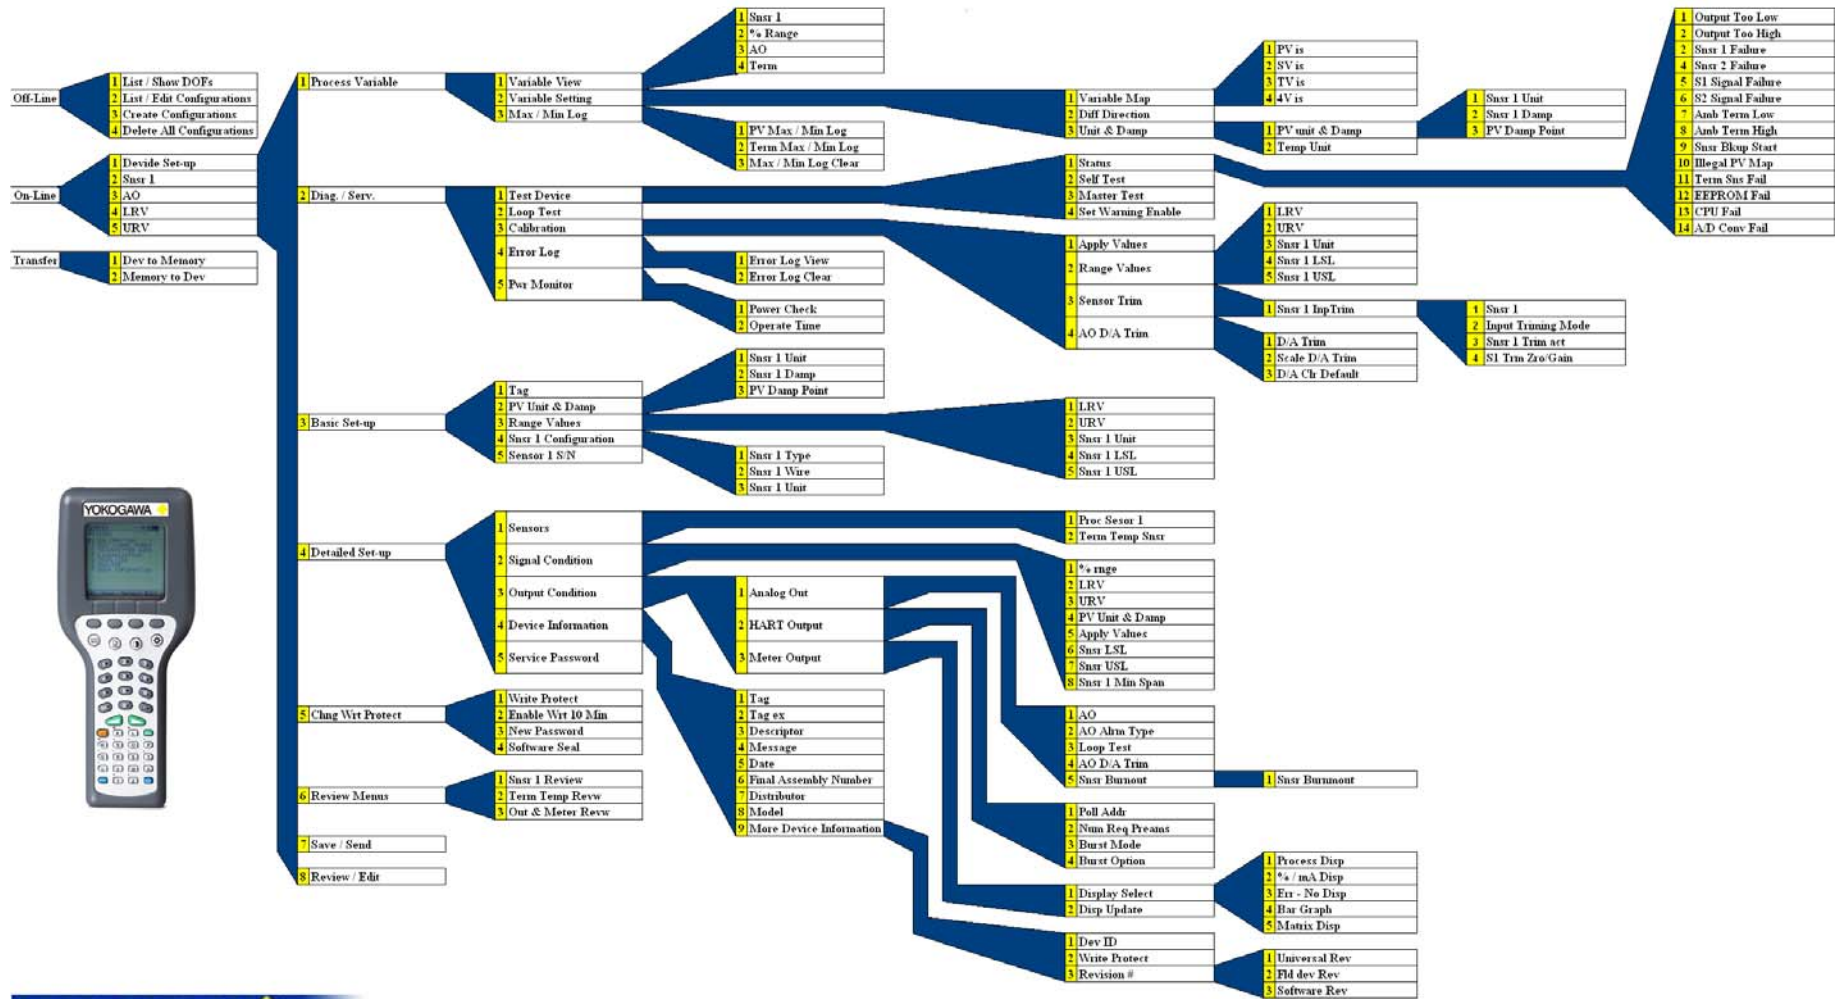 Off-Line
1 List / Show DOFs
2 List / Edit Configurations
3 Create Configurations
4 Delete All Configurations
On-Line
1 Devide Set-up
2 Snsr 1
3 AO
4 LRV
5 URV
Transfer
1 Dev to Memory
2 Memory to Dev
1 Process Variable
2 Diag. / Serv.
3 Basic Set-up
4 Detailed Set-up
5 Chng Wrt Protect
6 Review Menus
7 Save / Send
8 Review / Edit
1 Variable View
2 Variable Setting
3 Max / Min Log
1 Test Device
2 Loop Test
3 Calibration
4 Error Log
5 Pwr Monitor
1 Tag
2 PV Unit & Damp
3 Range Values
4 Snsr 1 Configuration
5 Sensor 1 S/N
1 Sensors
2 Signal Condition
3 Output Condition
4 Device Information
5 Service Password
1 Write Protect
2 Enable Wrt 10 Min
3 New Password
4 Software Seal
1 Snsr 1 Review
2 Term Temp Revw
3 Out & Meter Revw
1 Snsr 1
2 % Range
3 AO
4 Term
1 PV Max / Min Log
2 Term Max / Min Log
3 Max / Min Log Clear
1 Error Log View
2 Error Log Clear
1 Power Check
2 Operate Time
1 Snsr 1 Unit
2 Snsr 1 Damp
3 PV Damp Point
1 Snsr 1 Type
2 Snsr 1 Wire
3 Snsr 1 Unit
1 Analog Out
2 HART Output
3 Meter Output
1 Tag
2 Tag ex
3 Descriptor
4 Message
5 Date
6 Final Assembly Number
7 Distributor
8 Model
9 More Device Information
1 Variable Map
2 Diff Direction
3 Unit & Damp
1 Status
2 Self Test
3 Master Test
4 Set Warning Enable
1 Apply Values
2 Range Values
3 Sensor Trim
4 AO D/A Trim
1 LRV
2 URV
3 Snsr 1 Unit
4 Snsr 1 LSL
5 Snsr 1 USL
1 Proc Sesor 1
2 Term Temp Snsr
1 % rnge
2 LRV
3 URV
4 PV Unit & Damp
5 Apply Values
6 Snsr LSL
7 Snsr USL
8 Snsr 1 Min Span
1 AO
2 AO Alrm Type
3 Loop Test
4 AO D/A Trim
5 Snsr Burnout
1 Poll Addr
2 Num Req Preams
3 Burst Mode
4 Burst Option
1 Display Select
2 Disp Update
1 Dev ID
2 Write Protect
3 Revision #
1 PV is
2 SV is
3 TV is
4 4V is
1 PV unit & Damp
2 Temp Unit
1 LRV
2 URV
3 Snsr 1 Unit
4 Snsr 1 LSL
5 Snsr 1 USL
1 Snsr 1 InpTrim
1 D/A Trim
2 Scale D/A Trim
3 D/A Clr Default
1 Snsr Burnmout
1 Process Disp
2 % / mA Disp
3 Err - No Disp
4 Bar Graph
5 Matrix Disp
1 Universal Rev
2 Fld dev Rev
3 Software Rev
1 Snsr 1 Unit
2 Snsr 1 Damp
3 PV Damp Point
1 Snsr 1
2 Input Triming Mode
3 Snsr 1 Trim act
4 S1 Trm Zro/Gain
1 Output Too Low
2 Output Too High
2 Snsr 1 Failure
4 Snsr 2 Failure
5 S1 Signal Failure
6 S2 Signal Failure
7 Amb Term Low
8 Amb Term High
9 Snsr Bkup Start
10 Illegal PV Map
11 Term Sns Fail
12 EEPROM Fail
13 CPU Fail
14 A/D Conv Fail
YOKOGAWA